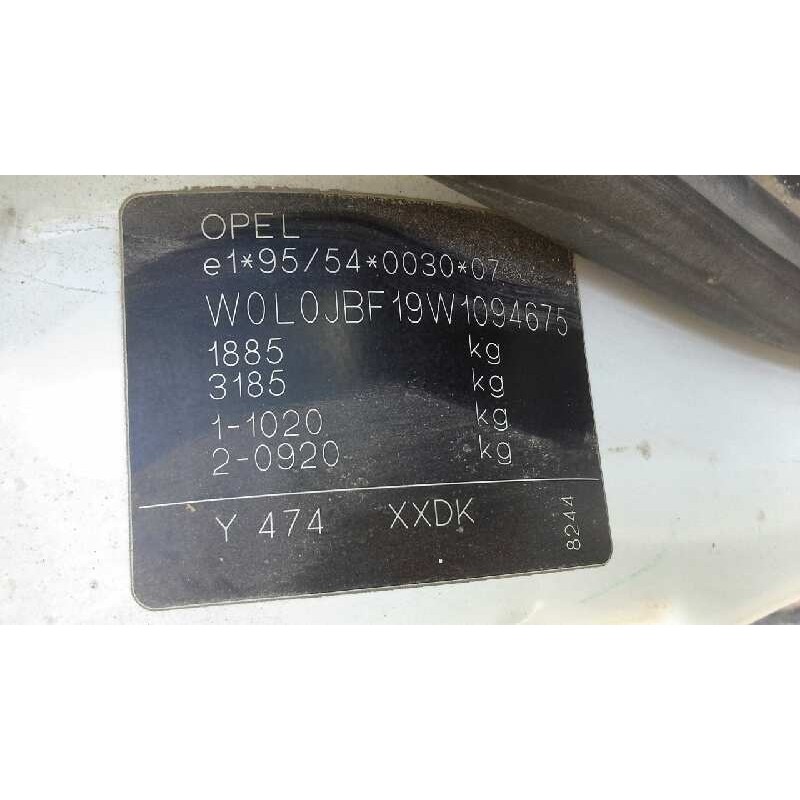 OPEL
e1*95/54*0030*07
W0L0JBF19W1094675
1885 kg
3185 kg
1-1020 kg
2-0920 kg
Y 474 XXDK
8244